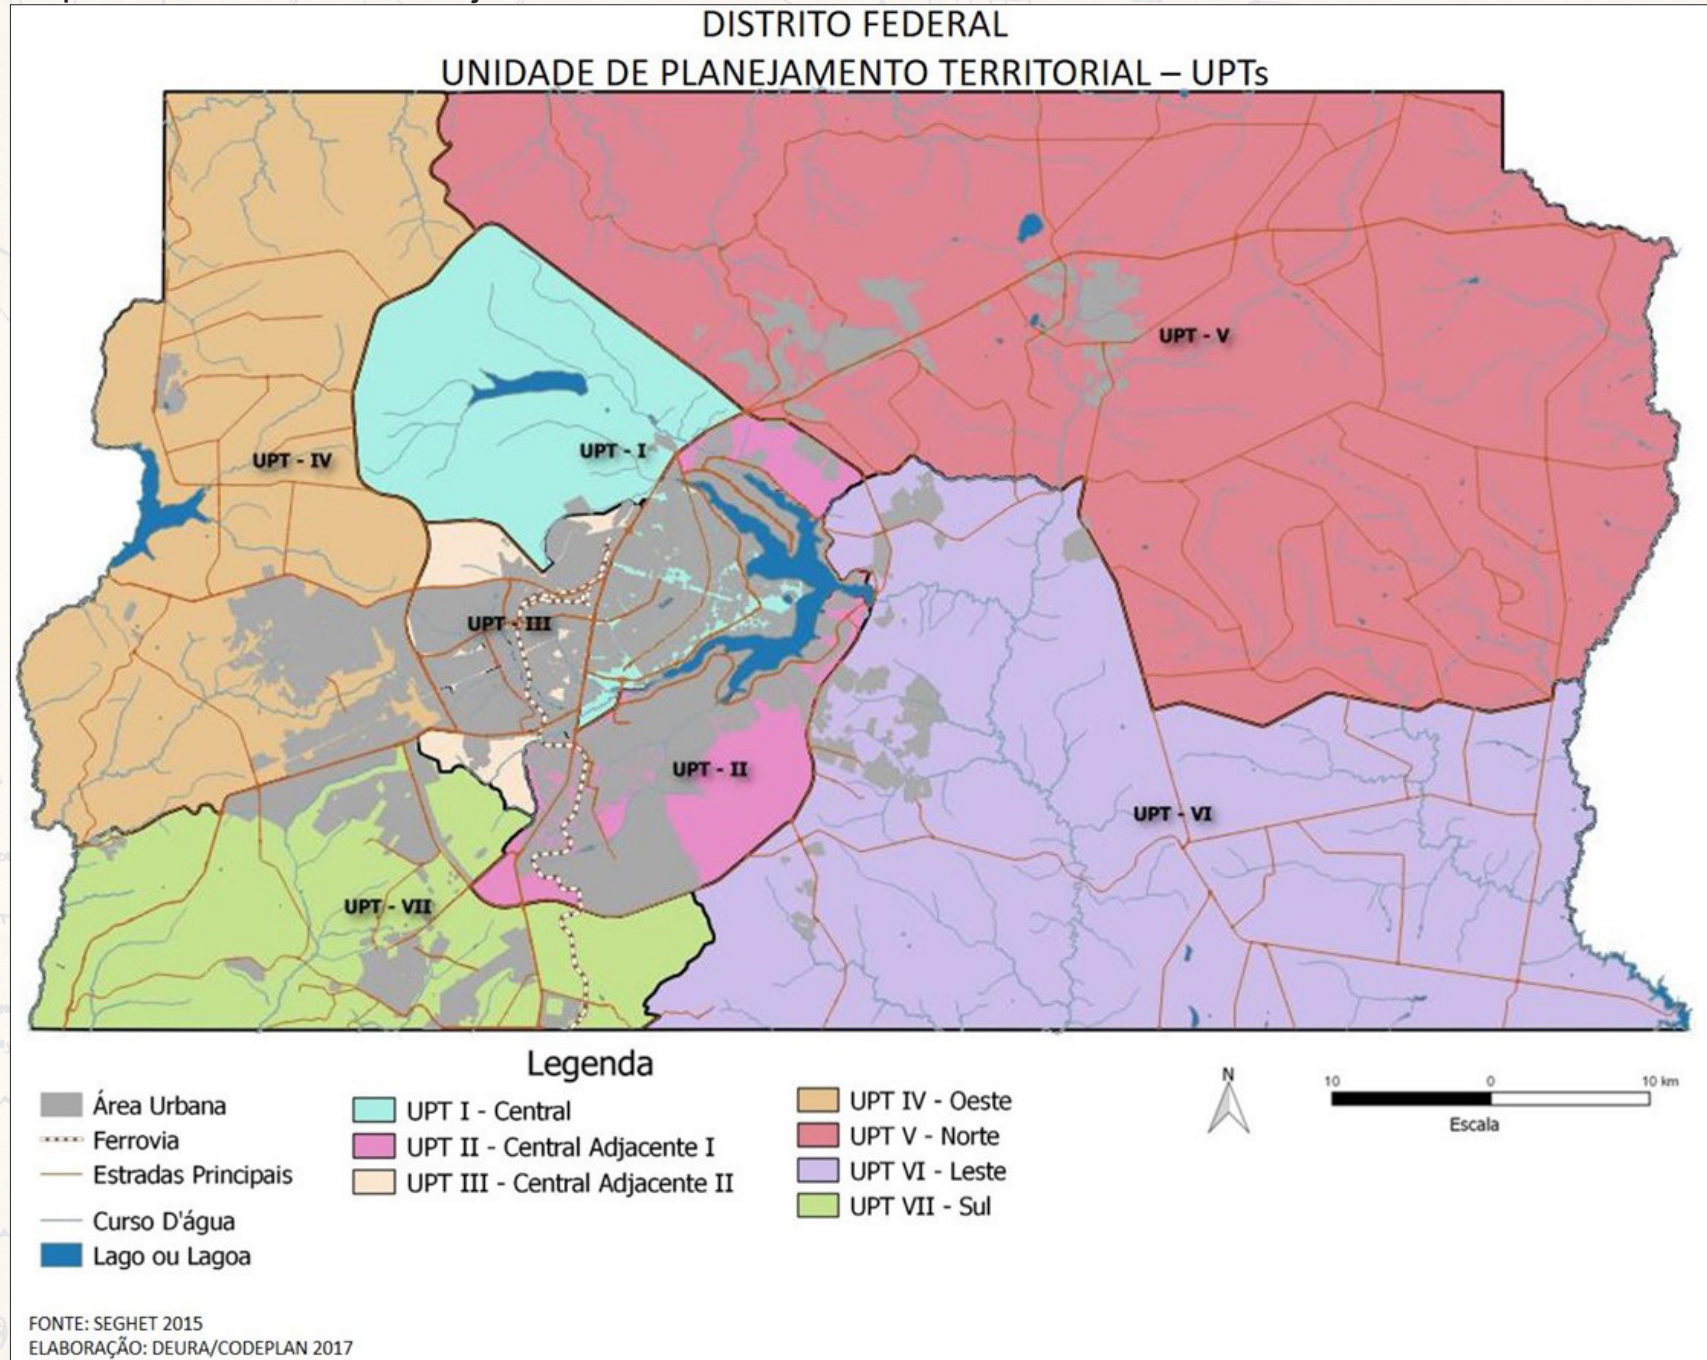 DISTRITO FEDERAL
UNIDADE DE PLANEJAMENTO TERRITORIAL – UPTs
UPT - V
UPT - I
UPT - IV
UPT - III
UPT - II
UPT - VI
UPT - VII
Legenda
Área Urbana
Ferrovia
Estradas Principais
Curso D'água
Lago ou Lagoa
UPT I - Central
UPT II - Central Adjacente I
UPT III - Central Adjacente II
UPT IV - Oeste
UPT V - Norte
UPT VI - Leste
UPT VII - Sul
N
10 0 10 km
Escala
FONTE: SEGHET 2015
ELABORAÇÃO: DEURA/CODEPLAN 2017